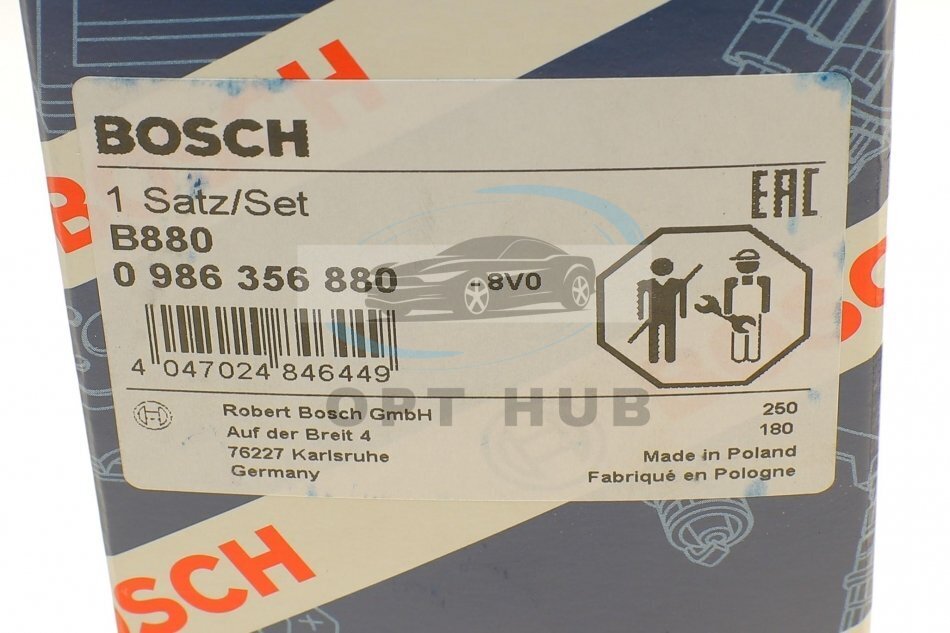 BOSCH
BOSCH
EAC
1 Satz/Set
B880
0 986 356 880 - 8V0
4 047024 846449
OPT HUB
Robert Bosch GmbH
Auf der Breit 4
76227 Karlsruhe
Germany
250
180
Made in Poland
Fabriqué en Pologne
BOSCH